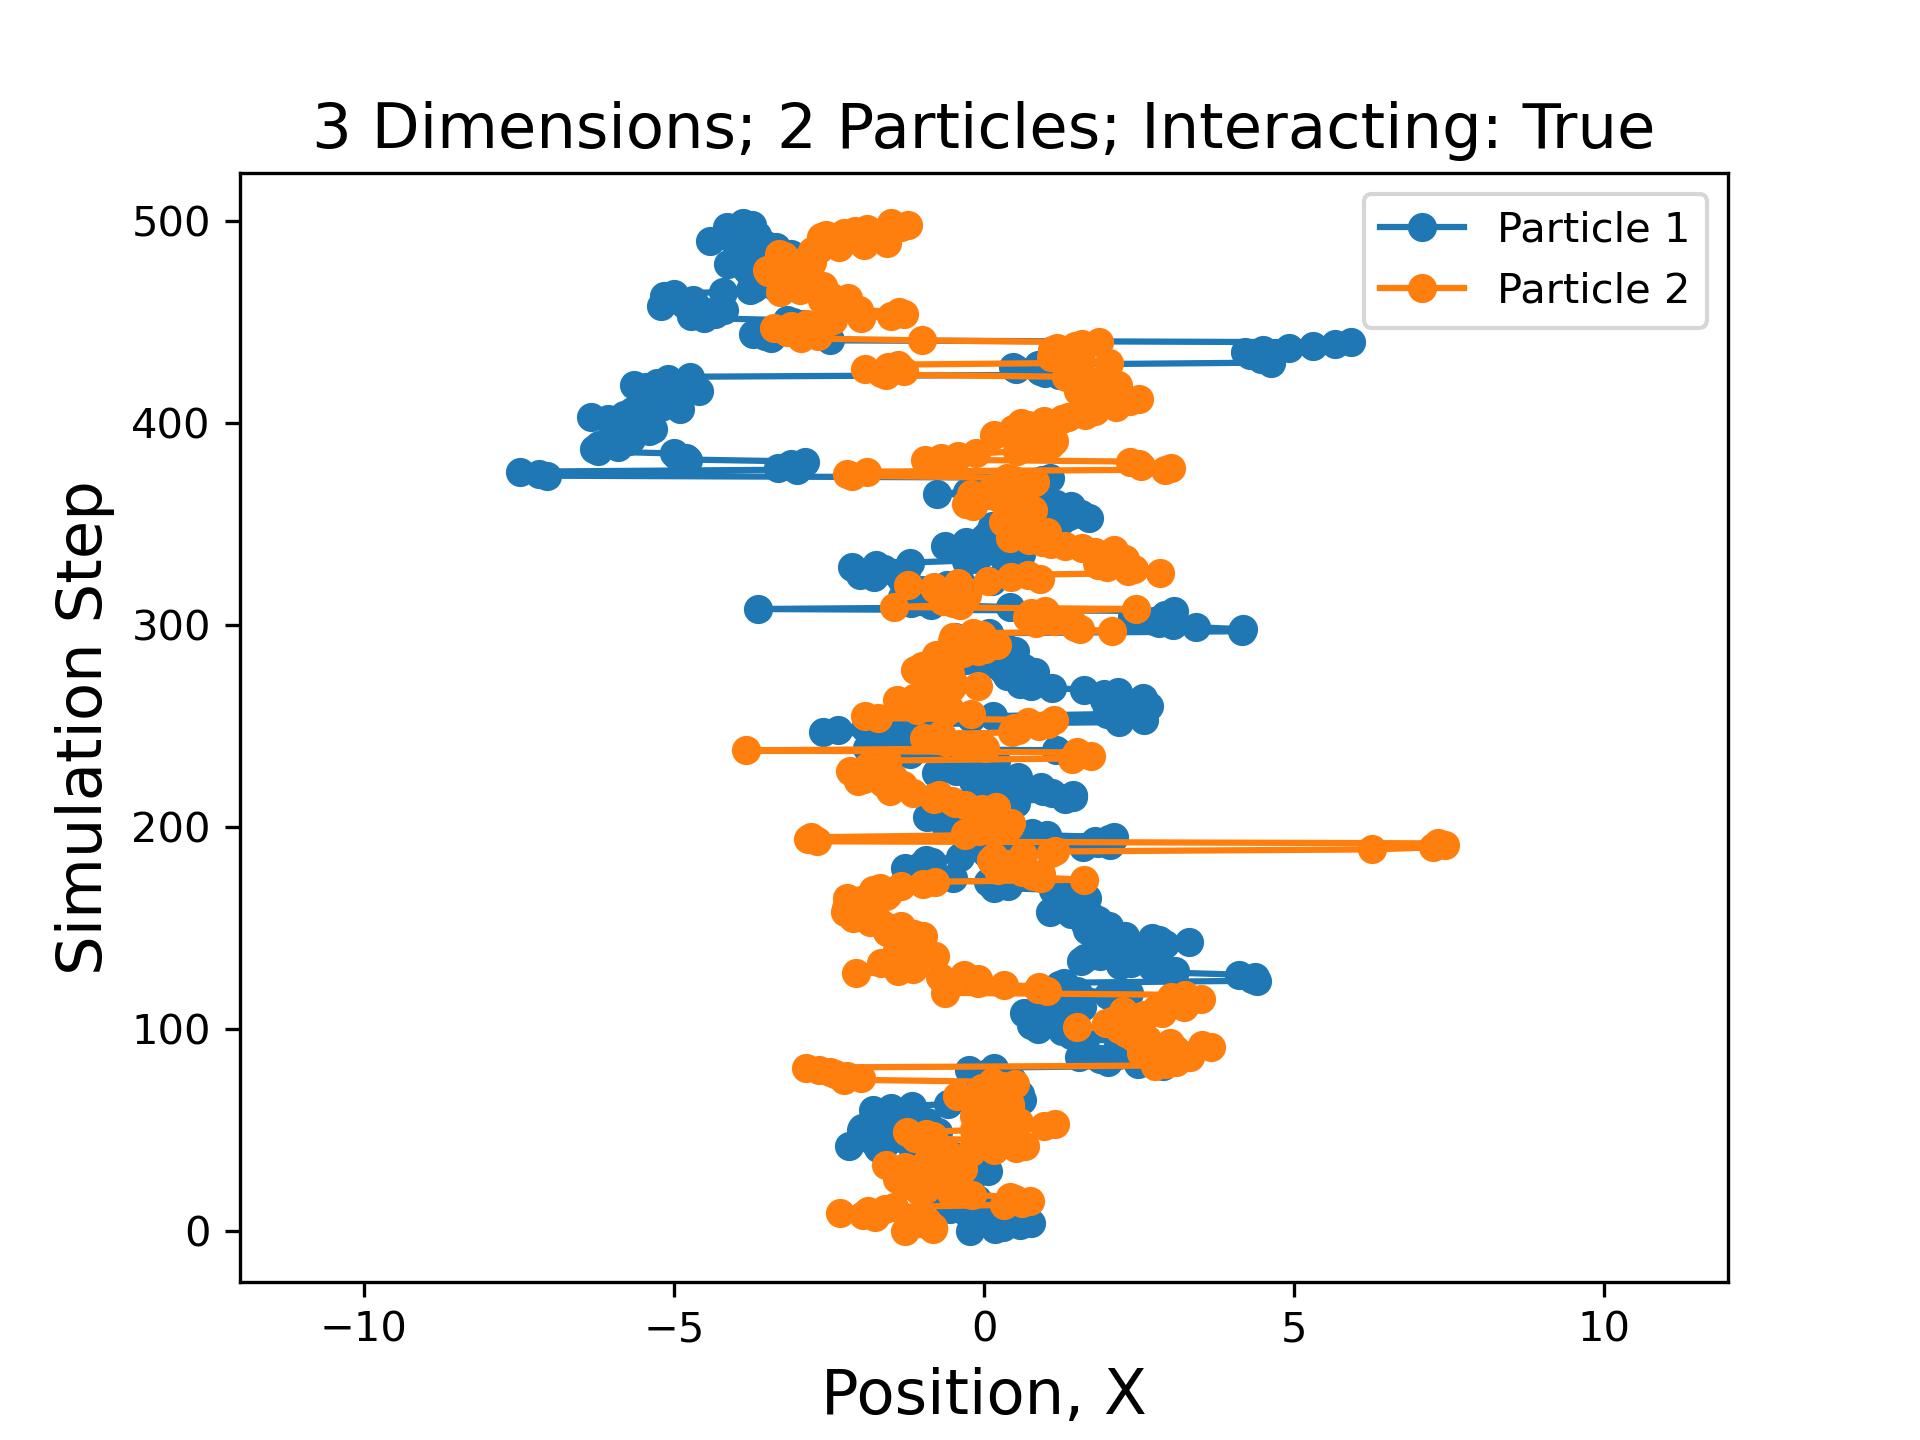 3 Dimensions; 2 Particles; Interacting: True
Particle 1
Particle 2
500
400
300
200
100
0
Simulation Step
−10
−5
0
5
10
Position, X